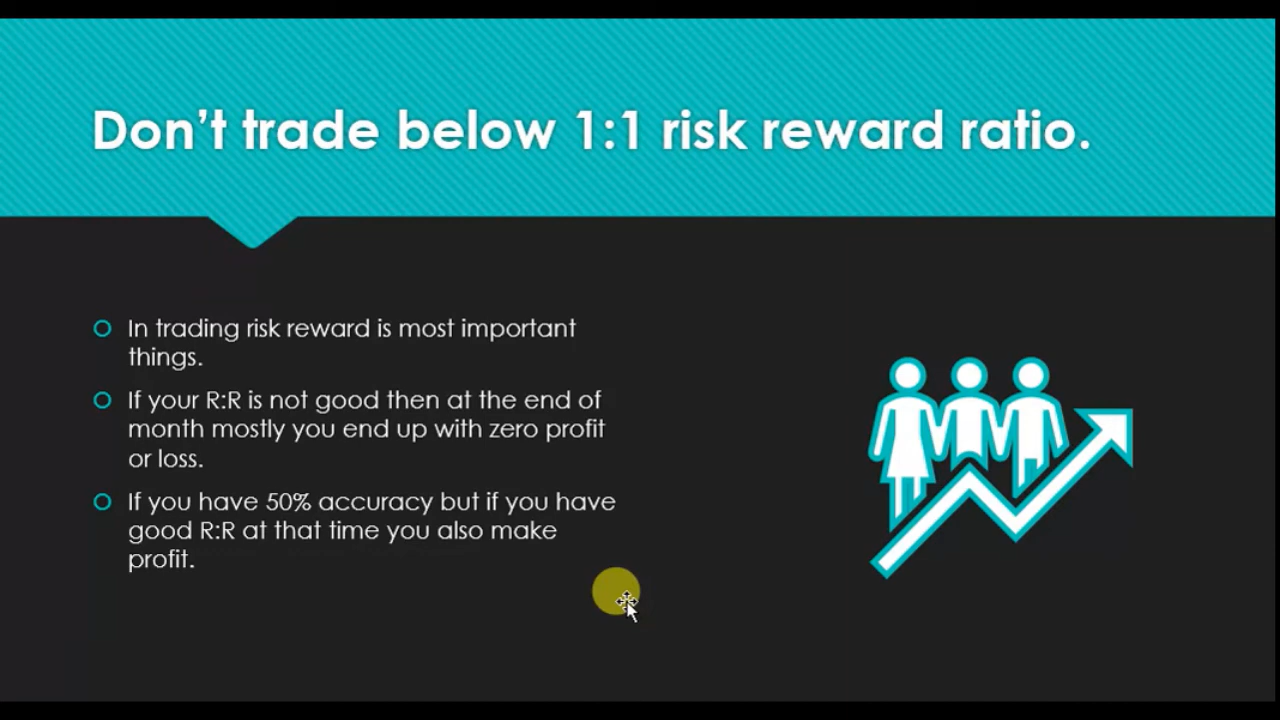 Don't trade below 1:1 risk reward ratio.
In trading risk reward is most important
things.
If your R:R is not good then at the end of
month mostly you end up with zero profit
or loss.
If you have 50% accuracy but if you have
good R:R at that time you also make
profit.